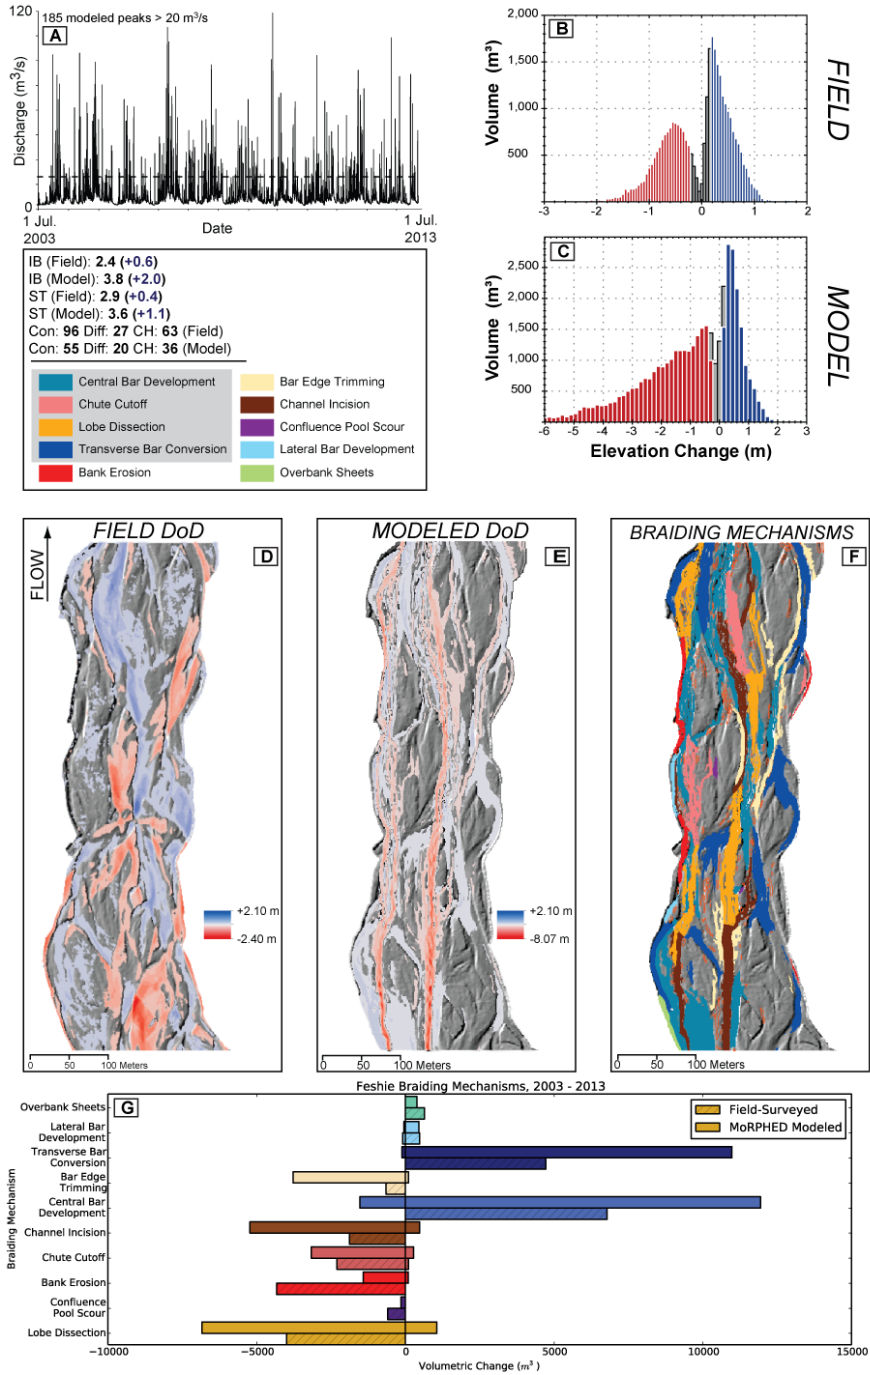 185 modeled peaks > 20 m³/s
A
120
0
Discharge (m³/s)
1 Jul.
2003
Date
1 Jul.
2013
B
2,000
1,500
1,000
500
Volume (m³)
-3 -2 -1 0 1 2
FIELD
C
2,500
2,000
1,500
1,000
500
Volume (m³)
-6 -5 -4 -3 -2 -1 0 1 2 3
Elevation Change (m)
MODEL
IB (Field): 2.4 (+0.6)
IB (Model): 3.8 (+2.0)
ST (Field): 2.9 (+0.4)
ST (Model): 3.6 (+1.1)
Con: 96 Diff: 27 CH: 63 (Field)
Con: 55 Diff: 20 CH: 36 (Model)
Central Bar Development
Chute Cutoff
Lobe Dissection
Transverse Bar Conversion
Bank Erosion
Bar Edge Trimming
Channel Incision
Confluence Pool Scour
Lateral Bar Development
Overbank Sheets
FIELD DoD
D
FLOW
+2.10 m
-2.40 m
0 50 100 Meters
MODELED DoD
E
+2.10 m
-8.07 m
0 50 100 Meters
BRAIDING MECHANISMS
F
0 50 100 Meters
Feshie Braiding Mechanisms, 2003 - 2013
G
Field-Surveyed
MoRPHED Modeled
Braiding Mechanism
Overbank Sheets
Lateral Bar
Development
Transverse Bar
Conversion
Bar Edge
Trimming
Central Bar
Development
Channel Incision
Chute Cutoff
Bank Erosion
Confluence
Pool Scour
Lobe Dissection
−10000 −5000 0 5000 10000 15000
Volumetric Change (m³)